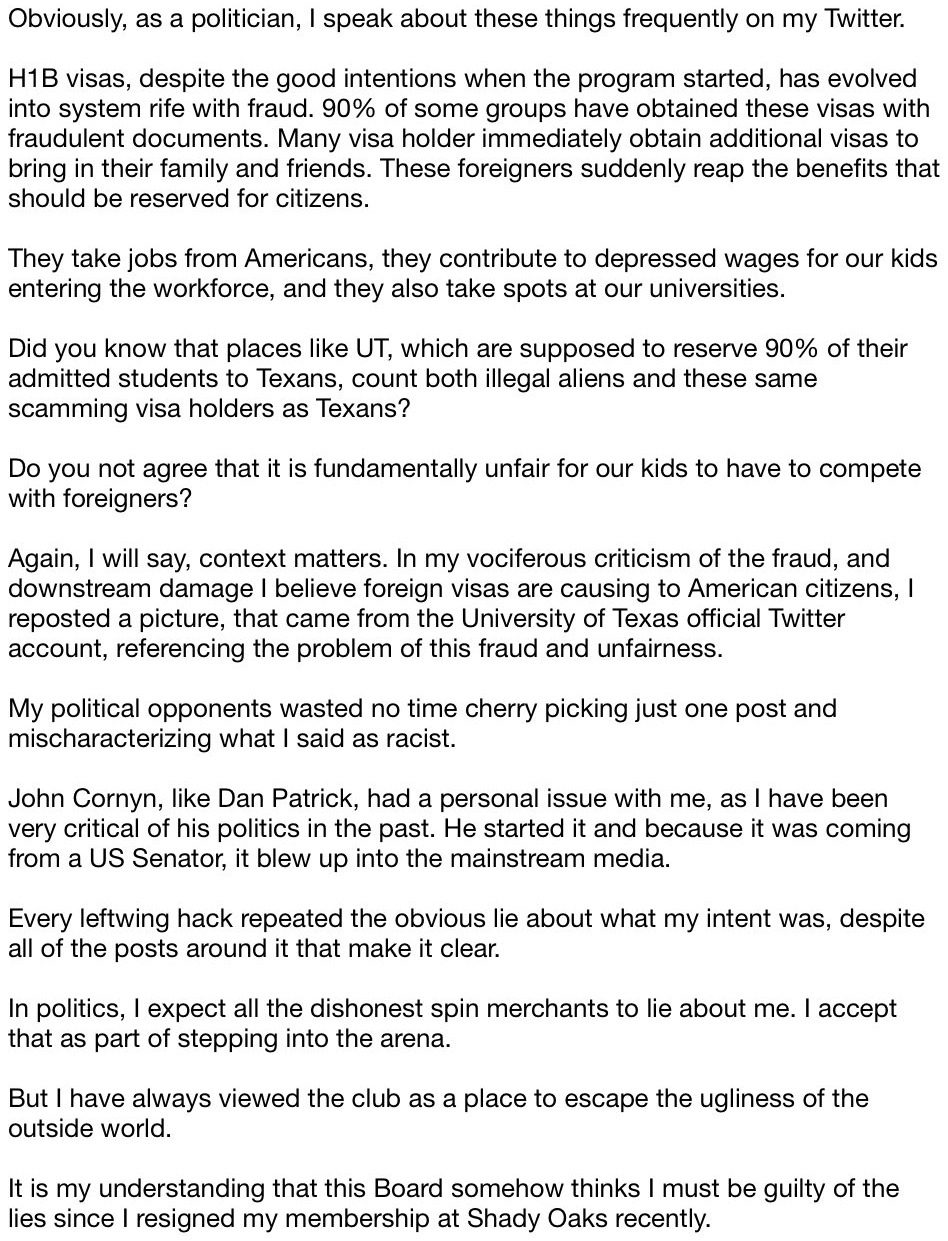 Obviously, as a politician, I speak about these things frequently on my Twitter.
H1B visas, despite the good intentions when the program started, has evolved
into system rife with fraud. 90% of some groups have obtained these visas with
fraudulent documents. Many visa holder immediately obtain additional visas to
bring in their family and friends. These foreigners suddenly reap the benefits that
should be reserved for citizens.
They take jobs from Americans, they contribute to depressed wages for our kids
entering the workforce, and they also take spots at our universities.
Did you know that places like UT, which are supposed to reserve 90% of their
admitted students to Texans, count both illegal aliens and these same
scamming visa holders as Texans?
Do you not agree that it is fundamentally unfair for our kids to have to compete
with foreigners?
Again, I will say, context matters. In my vociferous criticism of the fraud, and
downstream damage I believe foreign visas are causing to American citizens, I
reposted a picture, that came from the University of Texas official Twitter
account, referencing the problem of this fraud and unfairness.
My political opponents wasted no time cherry picking just one post and
mischaracterizing what I said as racist.
John Cornyn, like Dan Patrick, had a personal issue with me, as I have been
very critical of his politics in the past. He started it and because it was coming
from a US Senator, it blew up into the mainstream media.
Every leftwing hack repeated the obvious lie about what my intent was, despite
all of the posts around it that make it clear.
In politics, I expect all the dishonest spin merchants to lie about me. I accept
that as part of stepping into the arena.
But I have always viewed the club as a place to escape the ugliness of the
outside world.
It is my understanding that this Board somehow thinks I must be guilty of the
lies since I resigned my membership at Shady Oaks recently.